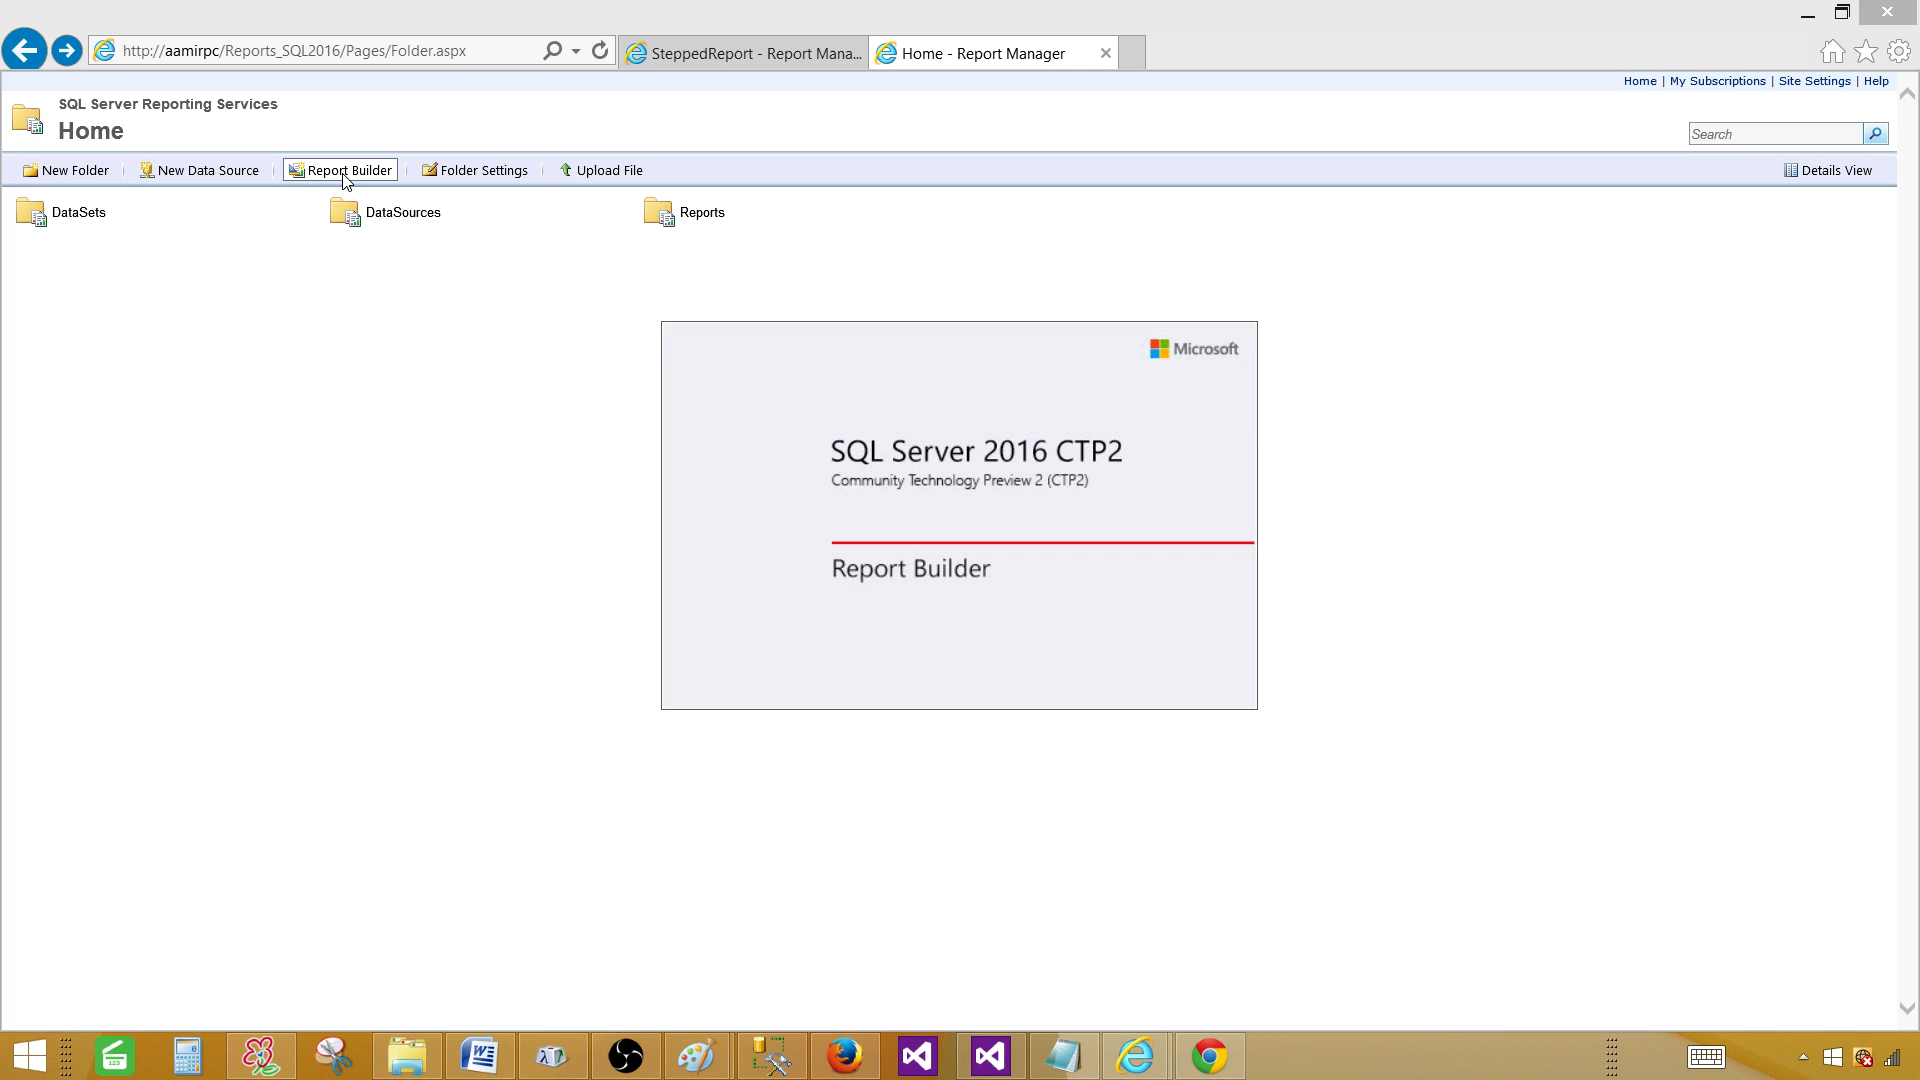 http://aamirpc/Reports_SQL2016/Pages/Folder.aspx
SteppedReport - Report Mana...
Home - Report Manager
Home | My Subscriptions | Site Settings | Help
SQL Server Reporting Services
Home
Search
New Folder
New Data Source
Report Builder
Folder Settings
Upload File
Details View
DataSets
DataSources
Reports
Microsoft
SQL Server 2016 CTP2
Community Technology Preview 2 (CTP2)
Report Builder
123